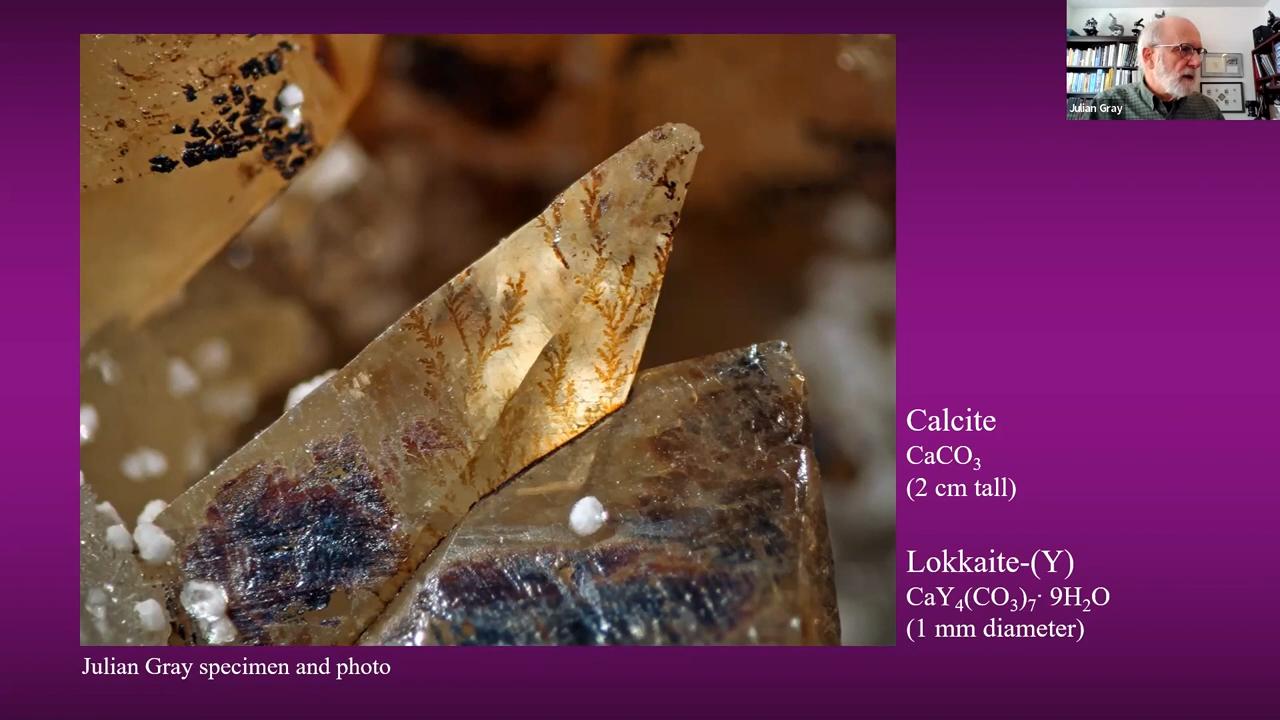 Julian Gray
Calcite
CaCO₃
(2 cm tall)
Lokkaite-(Y)
CaY₄(CO₃)₇· 9H₂O
(1 mm diameter)
Julian Gray specimen and photo